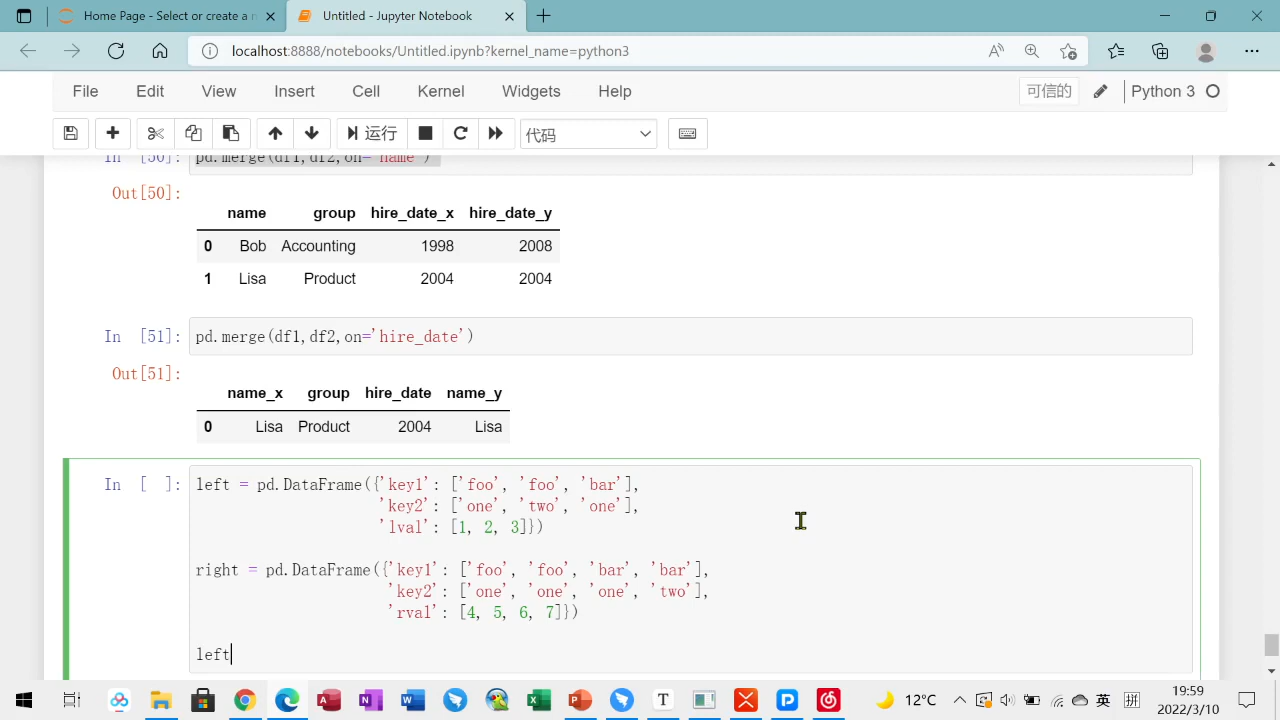 Home Page - Select or create a n
Untitled - Jupyter Notebook
localhost:8888/notebooks/Untitled.ipynb?kernel_name=python3
File Edit View Insert Cell Kernel Widgets Help 可信的 Python 3
运行 代码
In [50]: pd.merge(df1,df2,on='name')
Out[50]:
name group hire_date_x hire_date_y
0 Bob Accounting 1998 2008
1 Lisa Product 2004 2004
In [51]: pd.merge(df1,df2,on='hire_date')
Out[51]:
name_x group hire_date name_y
0 Lisa Product 2004 Lisa
In [ ]: left = pd.DataFrame({'key1': ['foo', 'foo', 'bar'],
'key2': ['one', 'two', 'one'],
'lval': [1, 2, 3]})
right = pd.DataFrame({'key1': ['foo', 'foo', 'bar', 'bar'],
'key2': ['one', 'one', 'one', 'two'],
'rval': [4, 5, 6, 7]})
left
12°C 英 拼 19:59
2022/3/10